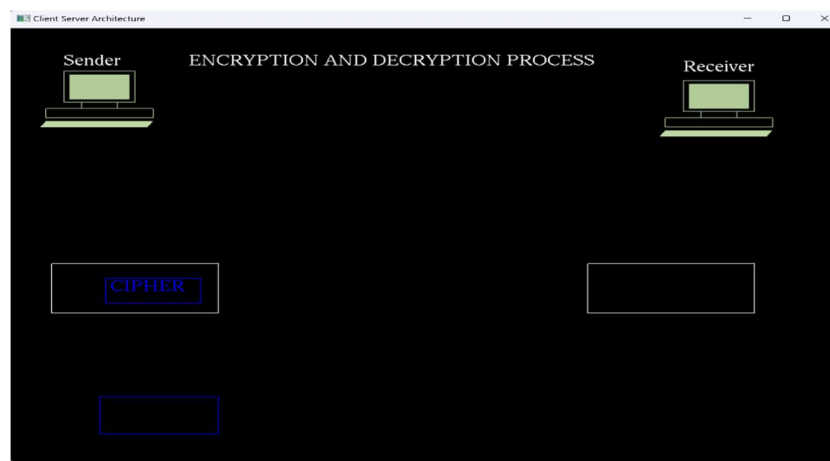 Client Server Architecture
Sender
ENCRYPTION AND DECRYPTION PROCESS
Receiver
CIPHER